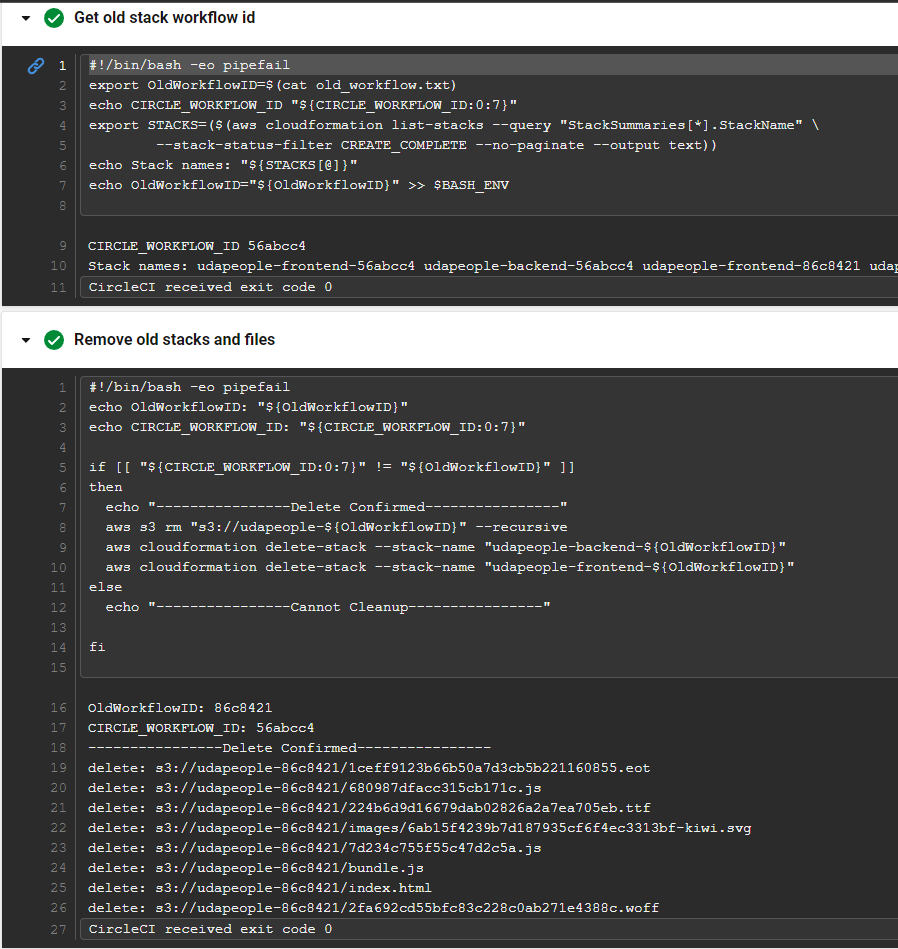 Get old stack workflow id
1 #!/bin/bash -eo pipefail
2 export OldWorkflowID=$(cat old_workflow.txt)
3 echo CIRCLE_WORKFLOW_ID "${CIRCLE_WORKFLOW_ID:0:7}"
4 export STACKS=($(aws cloudformation list-stacks --query "StackSummaries[*].StackName" \
5 --stack-status-filter CREATE_COMPLETE --no-paginate --output text))
6 echo Stack names: "${STACKS[@]}"
7 echo OldWorkflowID="${OldWorkflowID}" >> $BASH_ENV
8
9 CIRCLE_WORKFLOW_ID 56abcc4
10 Stack names: udapeople-frontend-56abcc4 udapeople-backend-56abcc4 udapeople-frontend-86c8421 udap
11 CircleCI received exit code 0
Remove old stacks and files
1 #!/bin/bash -eo pipefail
2 echo OldWorkflowID: "${OldWorkflowID}"
3 echo CIRCLE_WORKFLOW_ID: "${CIRCLE_WORKFLOW_ID:0:7}"
4
5 if [[ "${CIRCLE_WORKFLOW_ID:0:7}" != "${OldWorkflowID}" ]]
6 then
7 echo "----------------Delete Confirmed----------------"
8 aws s3 rm "s3://udapeople-${OldWorkflowID}" --recursive
9 aws cloudformation delete-stack --stack-name "udapeople-backend-${OldWorkflowID}"
10 aws cloudformation delete-stack --stack-name "udapeople-frontend-${OldWorkflowID}"
11 else
12 echo "----------------Cannot Cleanup----------------"
13
14 fi
15
16 OldWorkflowID: 86c8421
17 CIRCLE_WORKFLOW_ID: 56abcc4
18 ----------------Delete Confirmed----------------
19 delete: s3://udapeople-86c8421/1ceff9123b66b50a7d3cb5b221160855.eot
20 delete: s3://udapeople-86c8421/680987dfacc315cb171c.js
21 delete: s3://udapeople-86c8421/224b6d9d16679dab02826a2a7ea705eb.ttf
22 delete: s3://udapeople-86c8421/images/6ab15f4239b7d187935cf6f4ec3313bf-kiwi.svg
23 delete: s3://udapeople-86c8421/7d234c755f55c47d2c5a.js
24 delete: s3://udapeople-86c8421/bundle.js
25 delete: s3://udapeople-86c8421/index.html
26 delete: s3://udapeople-86c8421/2fa692cd55bfc83c228c0ab271e4388c.woff
27 CircleCI received exit code 0